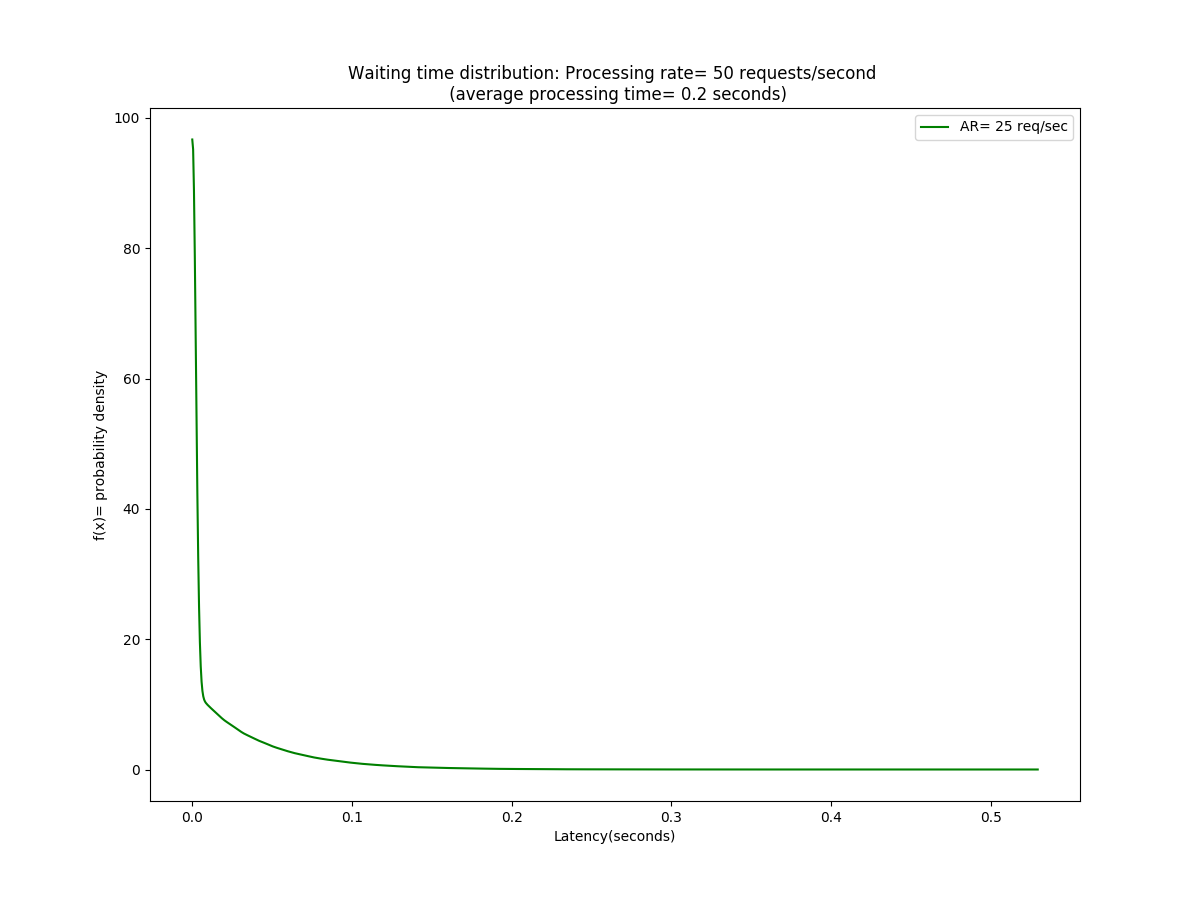 Waiting time distribution: Processing rate= 50 requests/second
(average processing time= 0.2 seconds)
AR= 25 req/sec
f(x)= probability density
100
80
60
40
20
0
0.0 0.1 0.2 0.3 0.4 0.5
Latency(seconds)